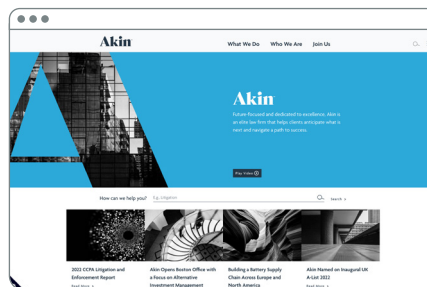 Akin
What We Do Who We Are Join Us
Akin
Future-focused and dedicated to excellence, Akin is
an elite law firm that helps clients anticipate what is
next and navigate a path to success.
Play Video
How can we help you? E.g., Litigation Search >
2022 CCPA Litigation and
Enforcement Report
Read More >
Akin Opens Boston Office with
a Focus on Alternative
Investment Management
Building a Battery Supply
Chain Across Europe and
North America
Akin Named on Inaugural UK
A-List 2022
Read More >